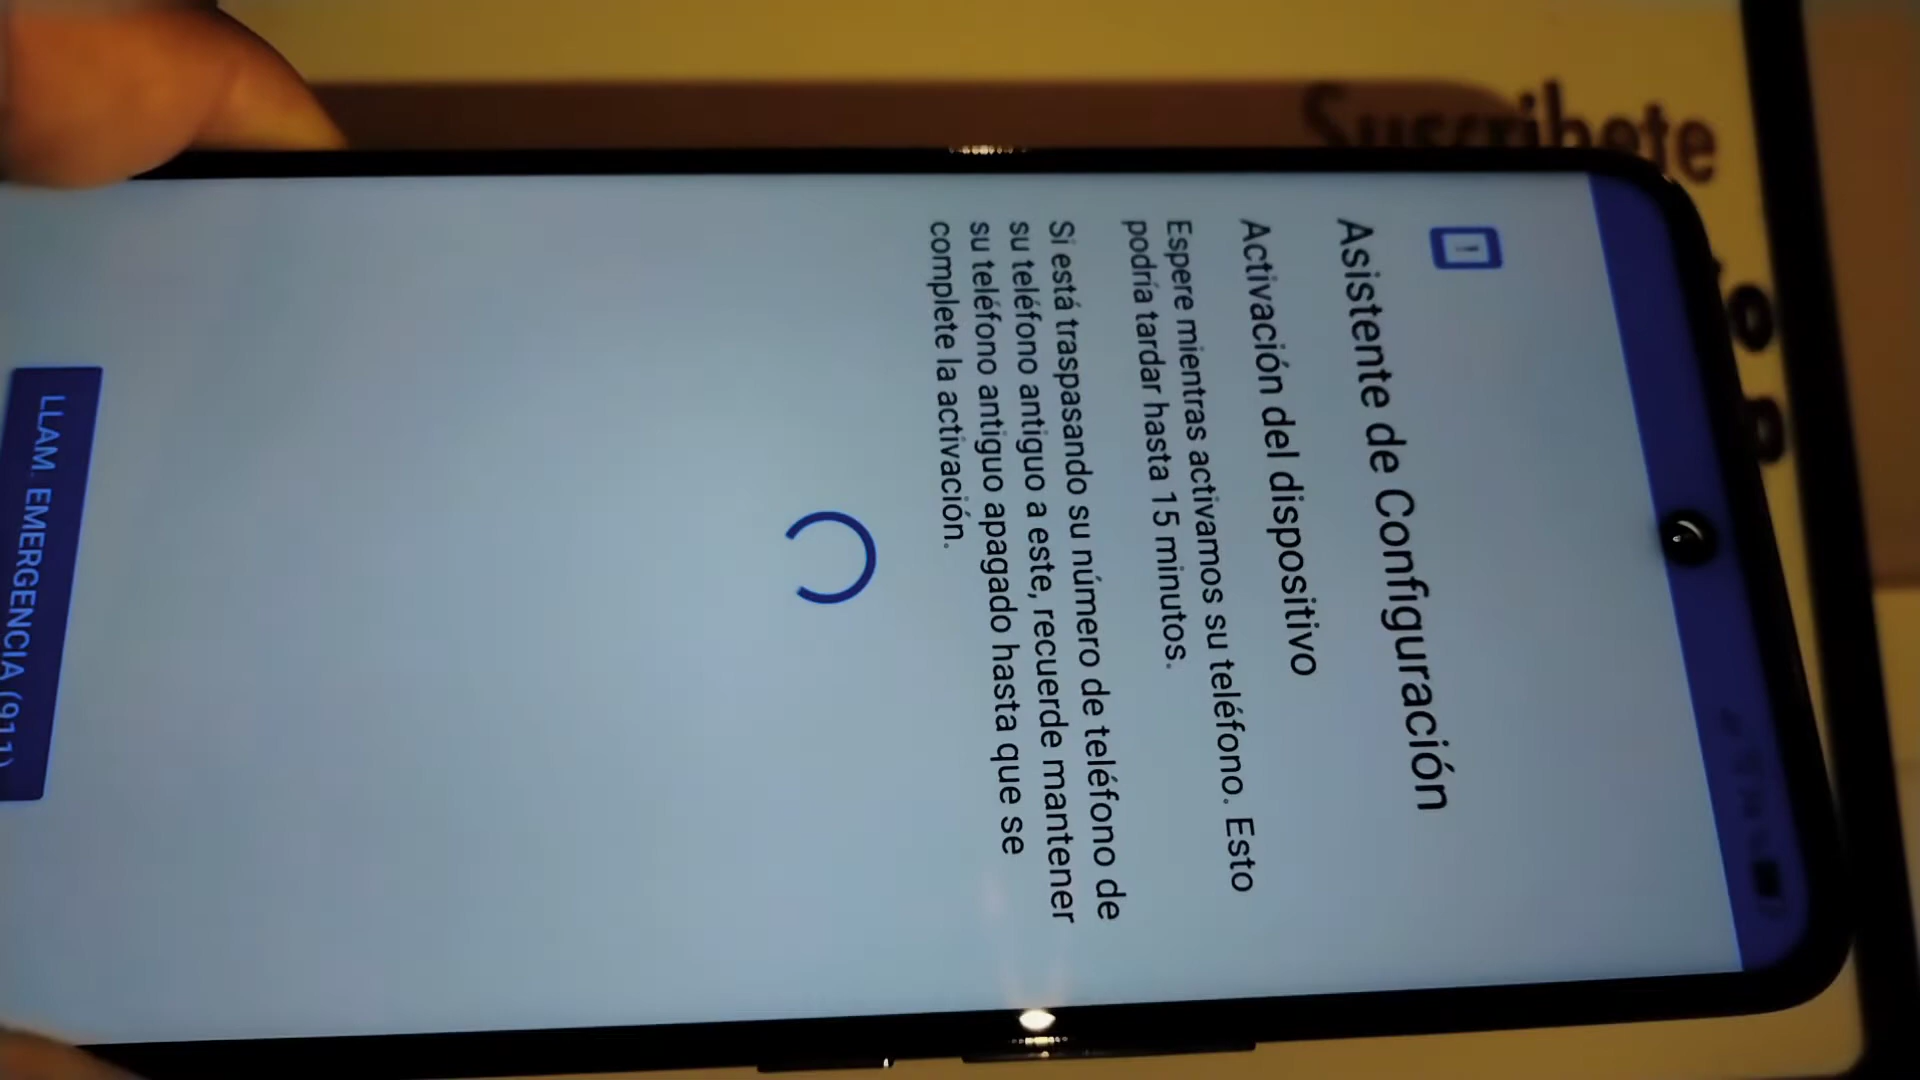 Asistente de Configuración
Activación del dispositivo
Espere mientras activamos su teléfono. Esto
podría tardar hasta 15 minutos.
Si está traspasando su número de teléfono de
su teléfono antiguo a este, recuerde mantener
su teléfono antiguo apagado hasta que se
complete la activación.
LLAM. EMERGENCIA (911)
Suscribete